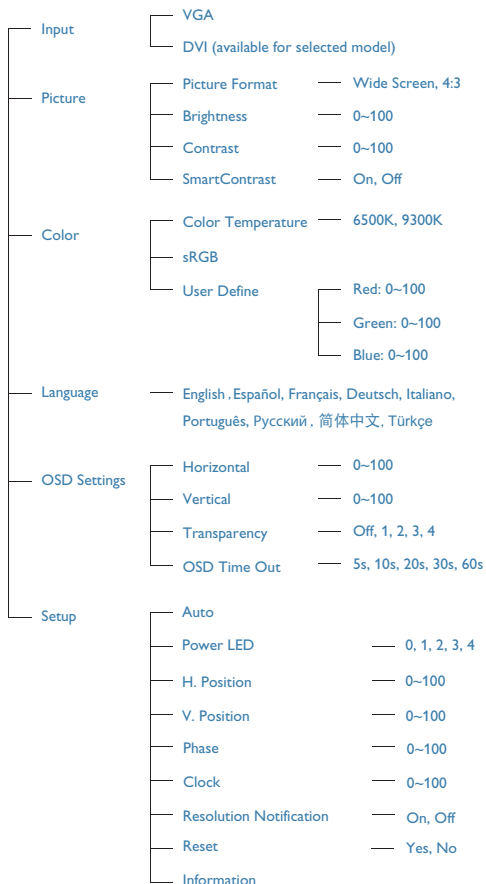 Input
VGA
DVI (available for selected model)
Picture
Picture Format Wide Screen, 4:3
Brightness 0~100
Contrast 0~100
SmartContrast On, Off
Color
Color Temperature 6500K, 9300K
sRGB
User Define Red: 0~100
Green: 0~100
Blue: 0~100
Language English , Español, Français, Deutsch, Italiano,
Português, Русский , 简体中文, Türkçe
OSD Settings
Horizontal 0~100
Vertical 0~100
Transparency Off, 1, 2, 3, 4
OSD Time Out 5s, 10s, 20s, 30s, 60s
Setup
Auto
Power LED 0, 1, 2, 3, 4
H. Position 0~100
V. Position 0~100
Phase 0~100
Clock 0~100
Resolution Notification On, Off
Reset Yes, No
Information